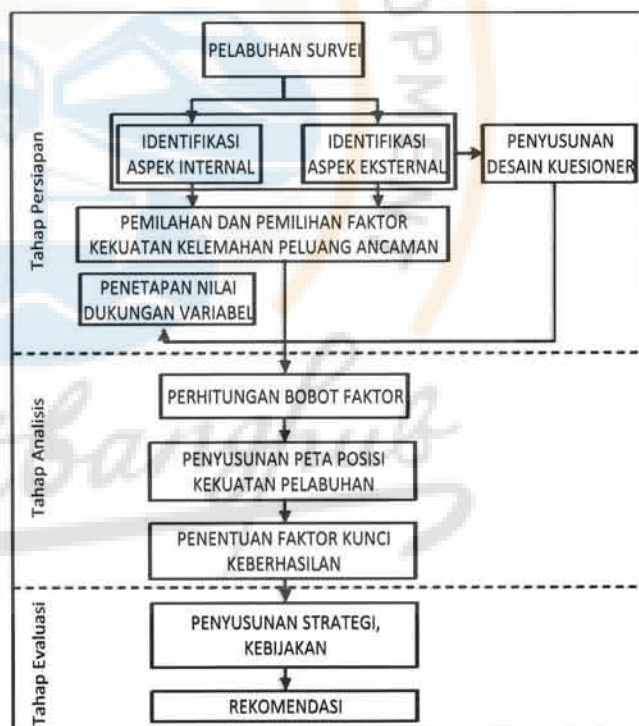 PELABUHAN SURVEI
IDENTIFIKASI
ASPEK INTERNAL
IDENTIFIKASI
ASPEK EKSTERNAL
PENYUSUNAN
DESAIN KUESIONER
PEMILAHAN DAN PEMILIHAN FAKTOR
KEKUATAN KELEMAHAN PELUANG ANCAMAN
PENETAPAN NILAI
DUKUNGAN VARIABEL
Tahap Persiapan
PERHITUNGAN BOBOT FAKTOR
PENYUSUNAN PETA POSISI
KEKUATAN PELABUHAN
PENENTUAN FAKTOR KUNCI
KEBERHASILAN
Tahap Analisis
PENYUSUNAN STRATEGI,
KEBIJAKAN
REKOMENDASI
Tahap Evaluasi